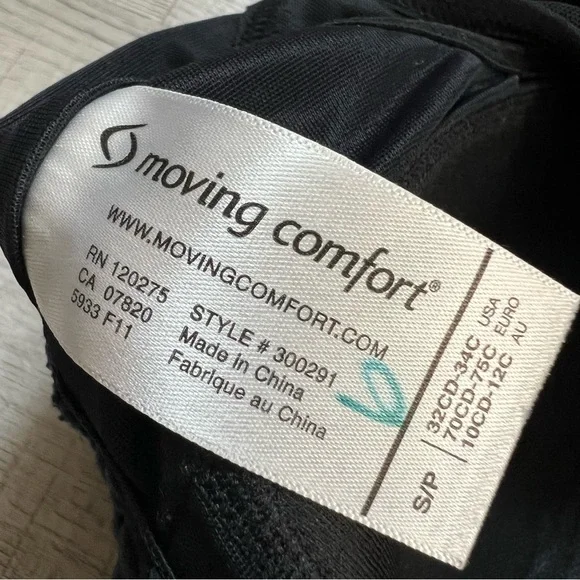 moving comfort®
WWW.MOVINGCOMFORT.COM
RN 120275
CA 07820
5933 F11
STYLE # 300291
Made in China
Fabrique au China
6
S/P
32CD-34C USA
70CD-75C EURO
10CD-12C AU